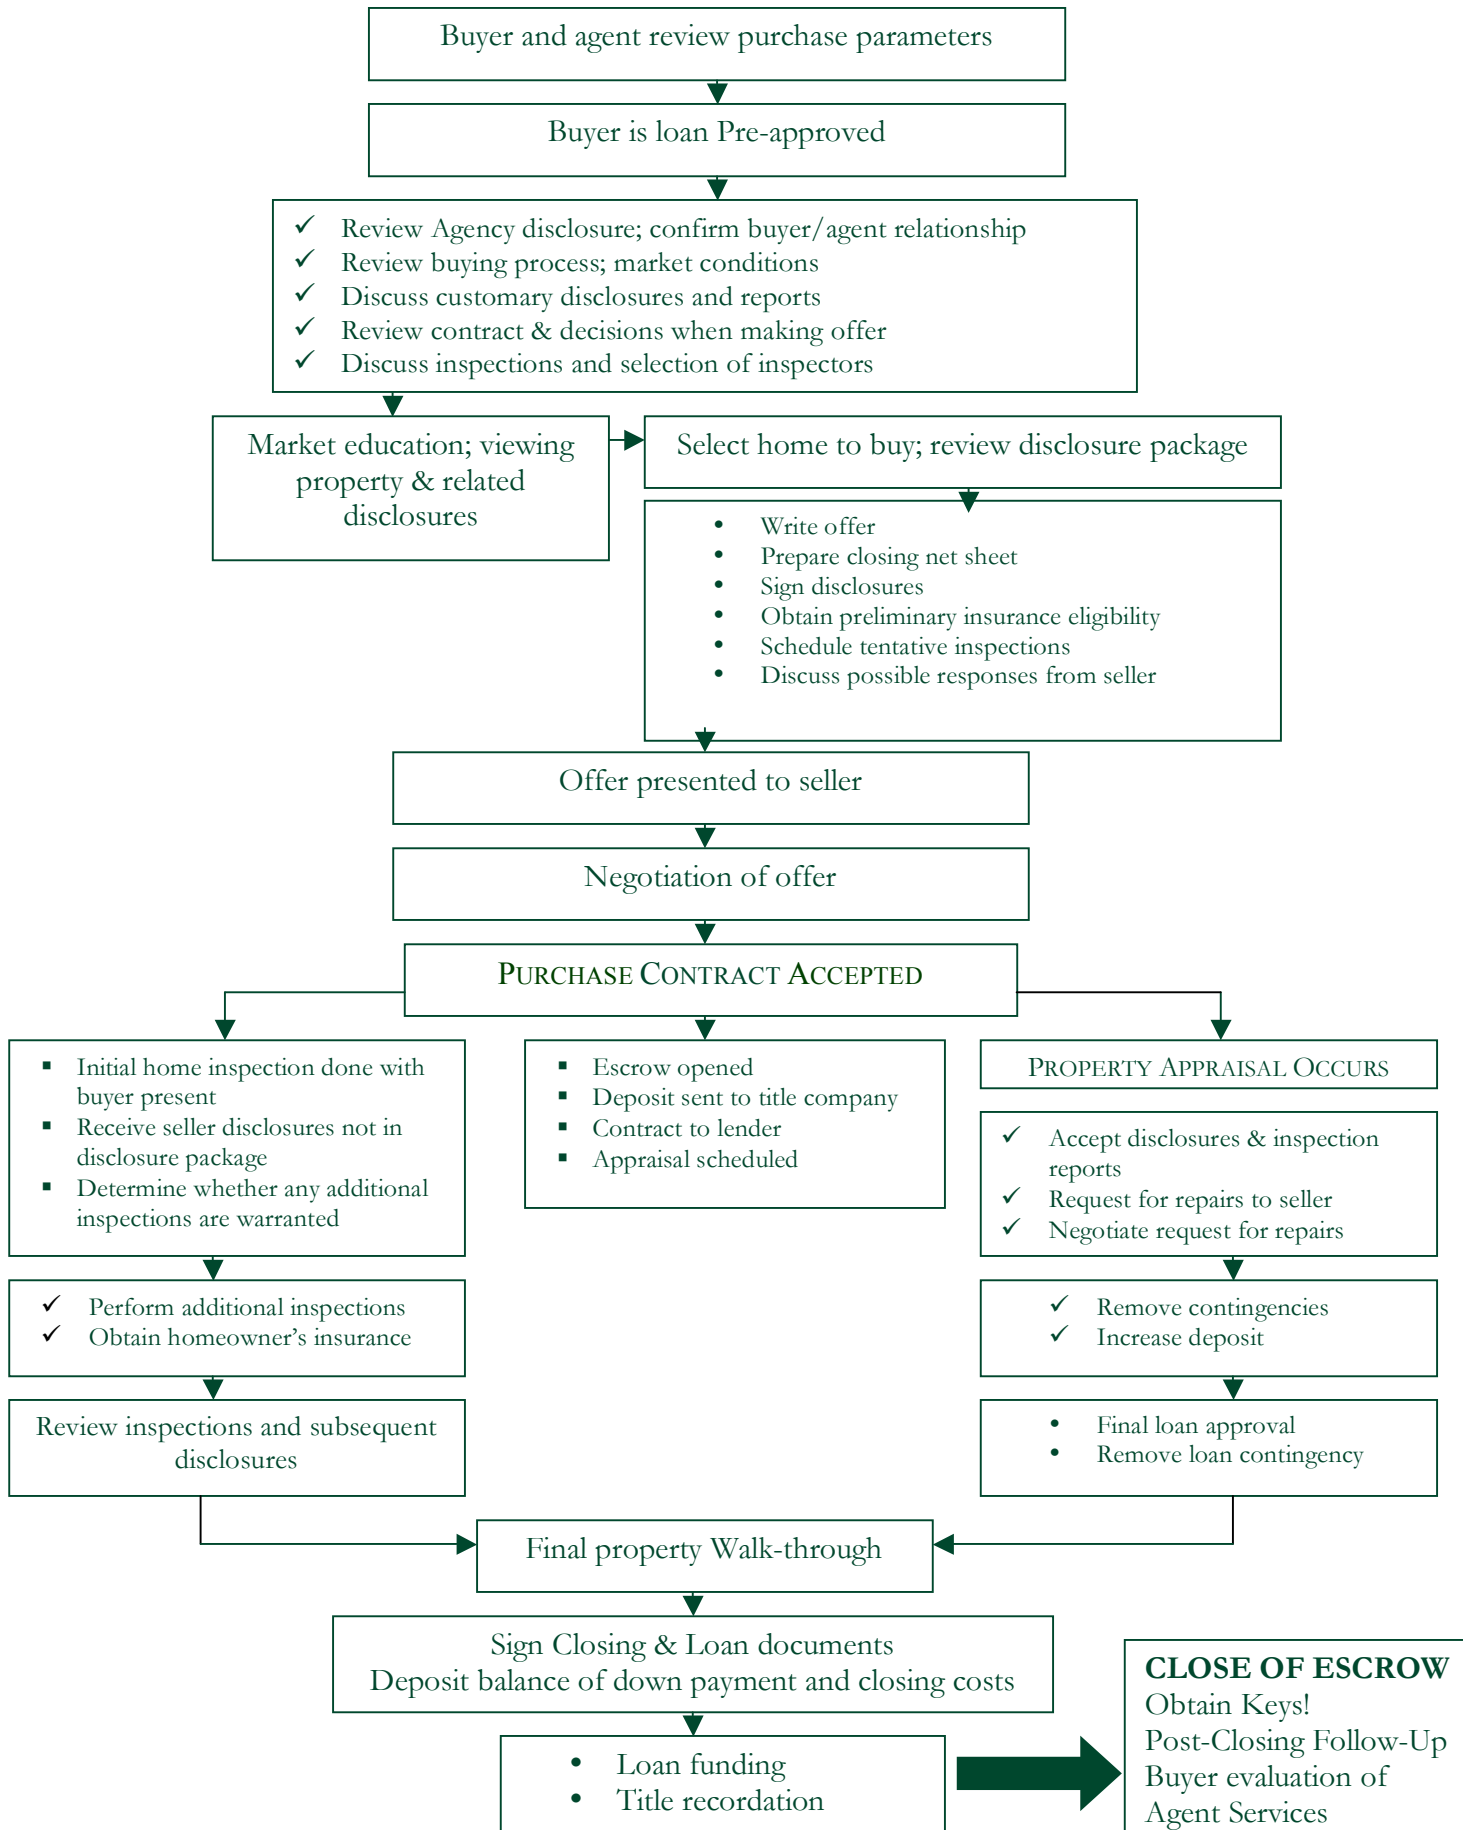 Buyer and agent review purchase parameters
Buyer is loan Pre-approved
✓ Review Agency disclosure; confirm buyer/agent relationship
✓ Review buying process; market conditions
✓ Discuss customary disclosures and reports
✓ Review contract & decisions when making offer
✓ Discuss inspections and selection of inspectors
Market education; viewing
property & related
disclosures
Select home to buy; review disclosure package
• Write offer
• Prepare closing net sheet
• Sign disclosures
• Obtain preliminary insurance eligibility
• Schedule tentative inspections
• Discuss possible responses from seller
Offer presented to seller
Negotiation of offer
PURCHASE CONTRACT ACCEPTED
▪ Initial home inspection done with
buyer present
▪ Receive seller disclosures not in
disclosure package
▪ Determine whether any additional
inspections are warranted
▪ Escrow opened
▪ Deposit sent to title company
▪ Contract to lender
▪ Appraisal scheduled
PROPERTY APPRAISAL OCCURS
✓ Accept disclosures & inspection
reports
✓ Request for repairs to seller
✓ Negotiate request for repairs
✓ Perform additional inspections
✓ Obtain homeowner’s insurance
✓ Remove contingencies
✓ Increase deposit
Review inspections and subsequent
disclosures
• Final loan approval
• Remove loan contingency
Final property Walk-through
Sign Closing & Loan documents
Deposit balance of down payment and closing costs
• Loan funding
• Title recordation
CLOSE OF ESCROW
Obtain Keys!
Post-Closing Follow-Up
Buyer evaluation of
Agent Services